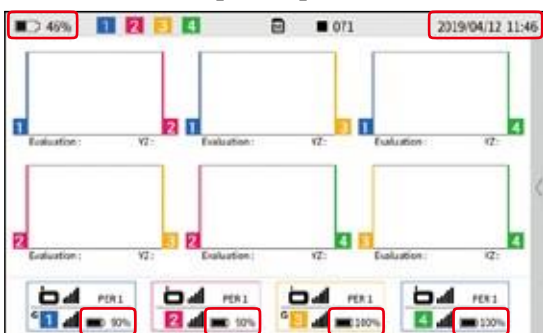 46% 1 2 3 4 071 2019/04/12 11:46
1 2 1 3 1 4
Evaluation : YZ: Evaluation : YZ: Evaluation : YZ:
2 3 2 4 3 4
Evaluation : YZ: Evaluation : YZ: Evaluation : YZ:
PER 1 PER 1 PER 1 PER 1
G 1 90% 2 90% G 3 100% 4 100%